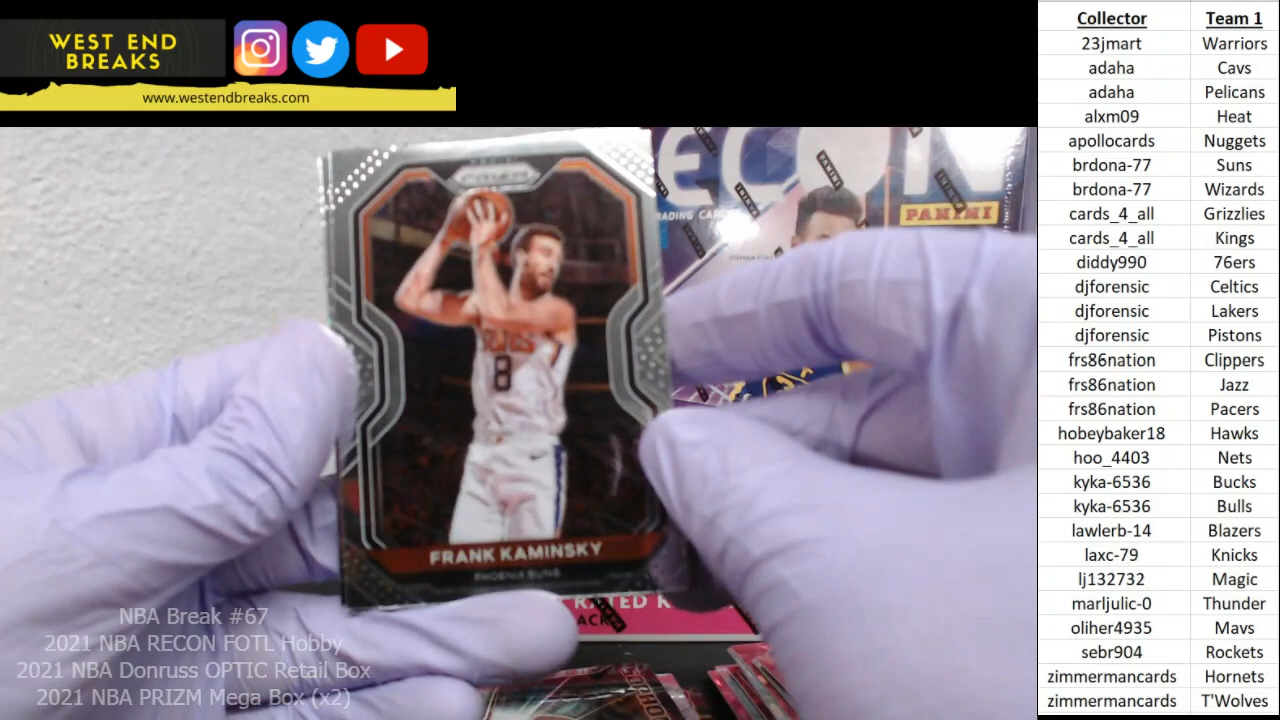 WEST END
BREAKS
www.westendbreaks.com
ECON
PANINI
PRIZM
8
FRANK KAMINSKY
PHOENIX SUNS
NBA Break #67
2021 NBA RECON FOTL Hobby
2021 NBA Donruss OPTIC Retail Box
2021 NBA PRIZM Mega Box (x2)
Collector Team 1
23jmart Warriors
adaha Cavs
adaha Pelicans
alxm09 Heat
apollocards Nuggets
brdona-77 Suns
brdona-77 Wizards
cards_4_all Grizzlies
cards_4_all Kings
diddy990 76ers
djforensic Celtics
djforensic Lakers
djforensic Pistons
frs86nation Clippers
frs86nation Jazz
frs86nation Pacers
hobeybaker18 Hawks
hoo_4403 Nets
kyka-6536 Bucks
kyka-6536 Bulls
lawlerb-14 Blazers
laxc-79 Knicks
lj132732 Magic
marljulic-0 Thunder
oliher4935 Mavs
sebr904 Rockets
zimmermancards Hornets
zimmermancards T'Wolves